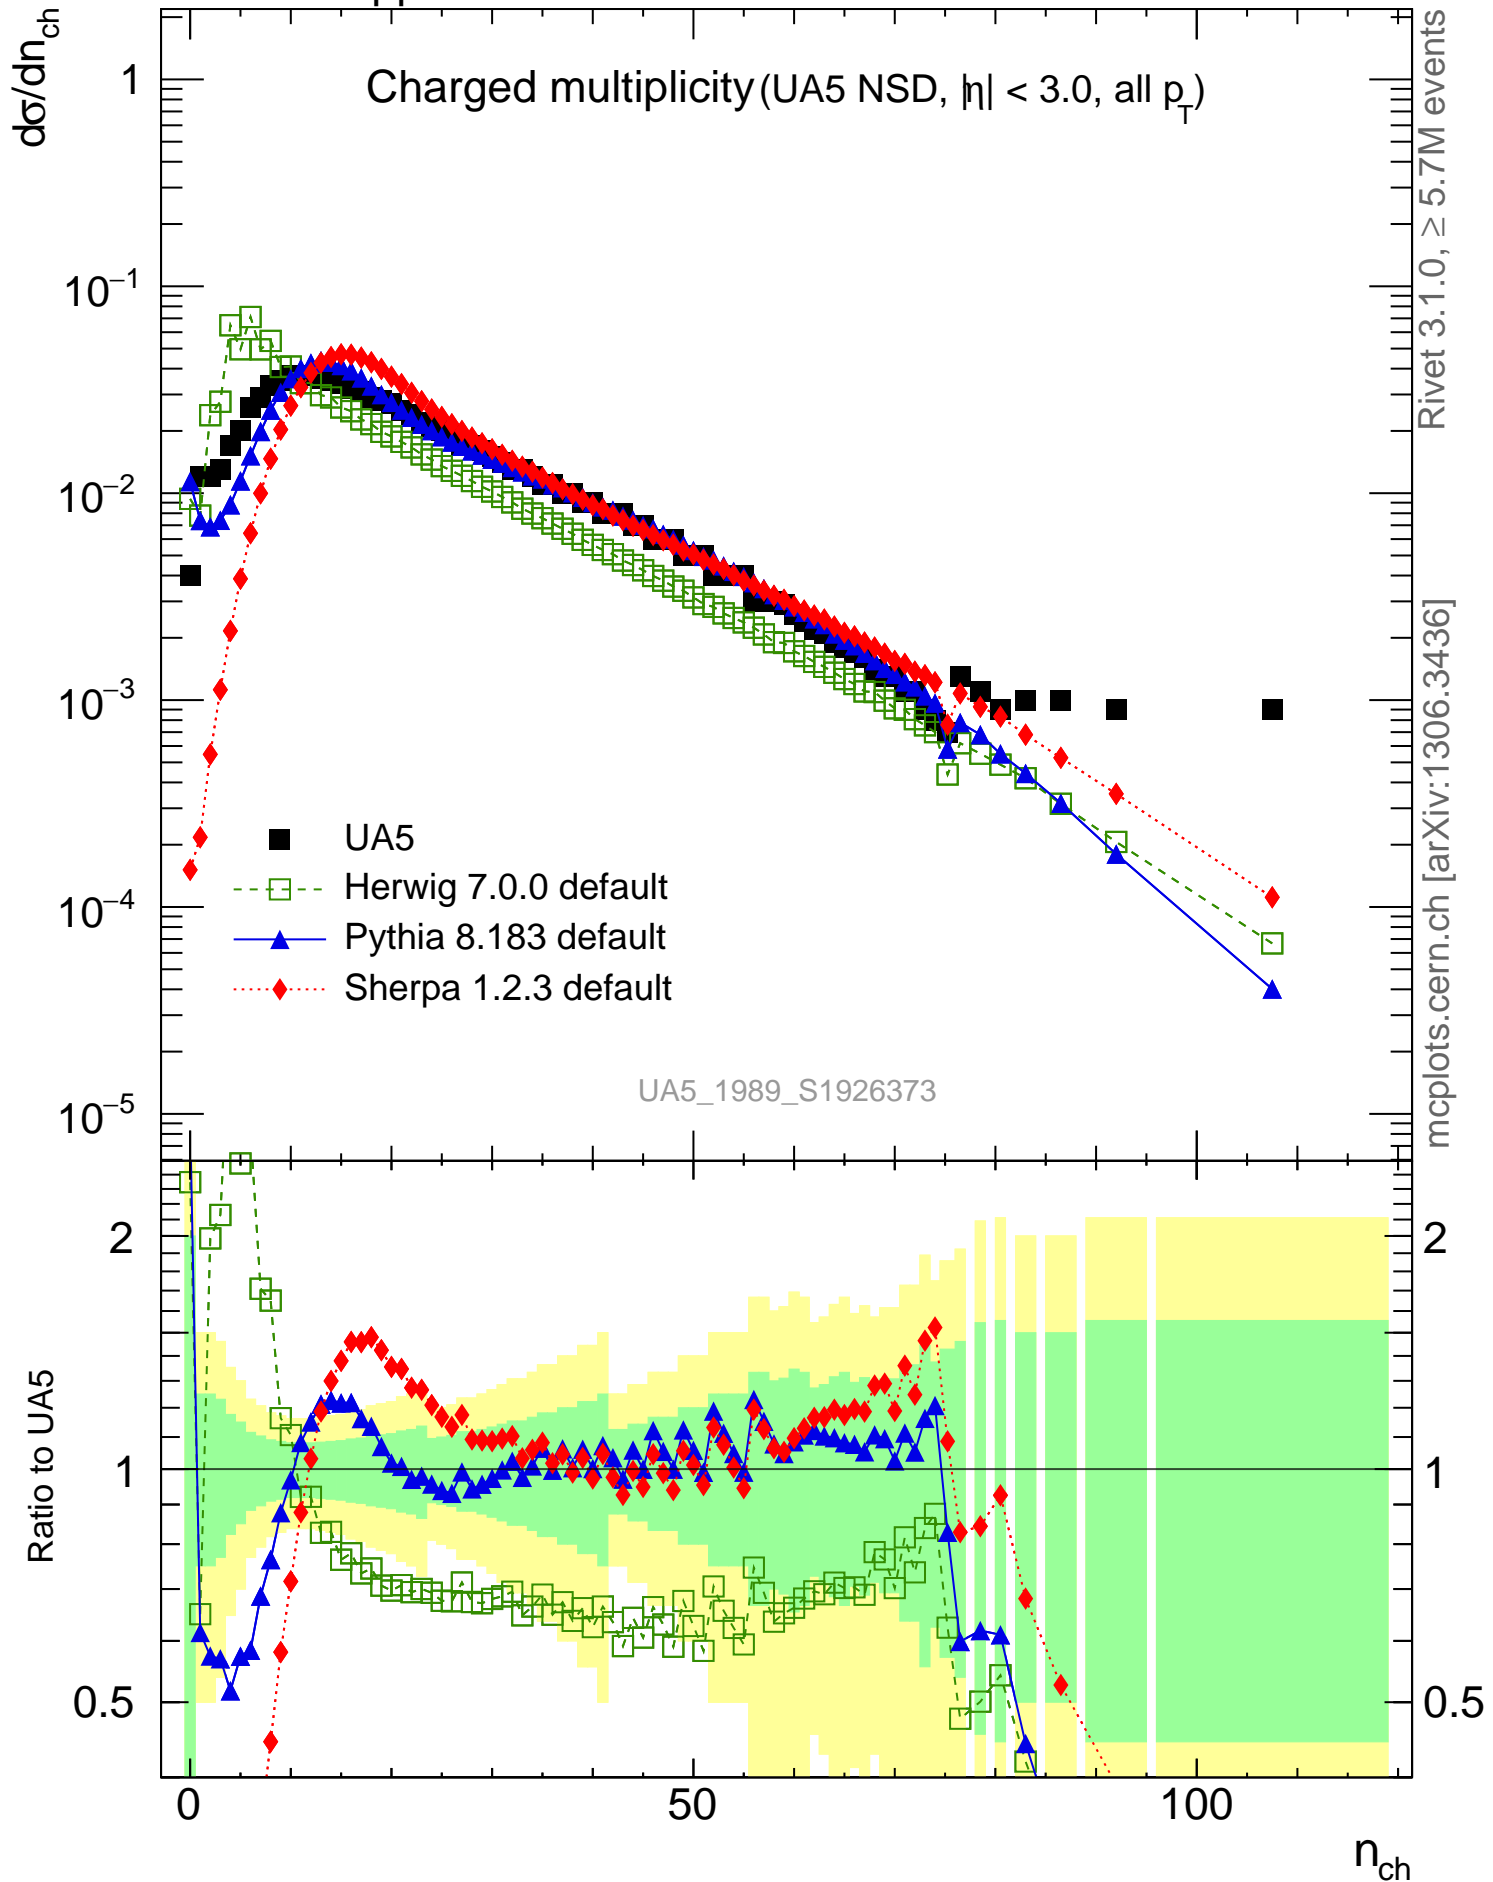 pp
Charged multiplicity (UA5 NSD, |η| < 3.0, all p_T)
dσ/dn_ch
1
10⁻¹
10⁻²
10⁻³
10⁻⁴
10⁻⁵
UA5
Herwig 7.0.0 default
Pythia 8.183 default
Sherpa 1.2.3 default
UA5_1989_S1926373
Rivet 3.1.0, ≥ 5.7M events
mcplots.cern.ch [arXiv:1306.3436]
Ratio to UA5
2
1
0.5
2
1
0.5
0
50
100
n_ch